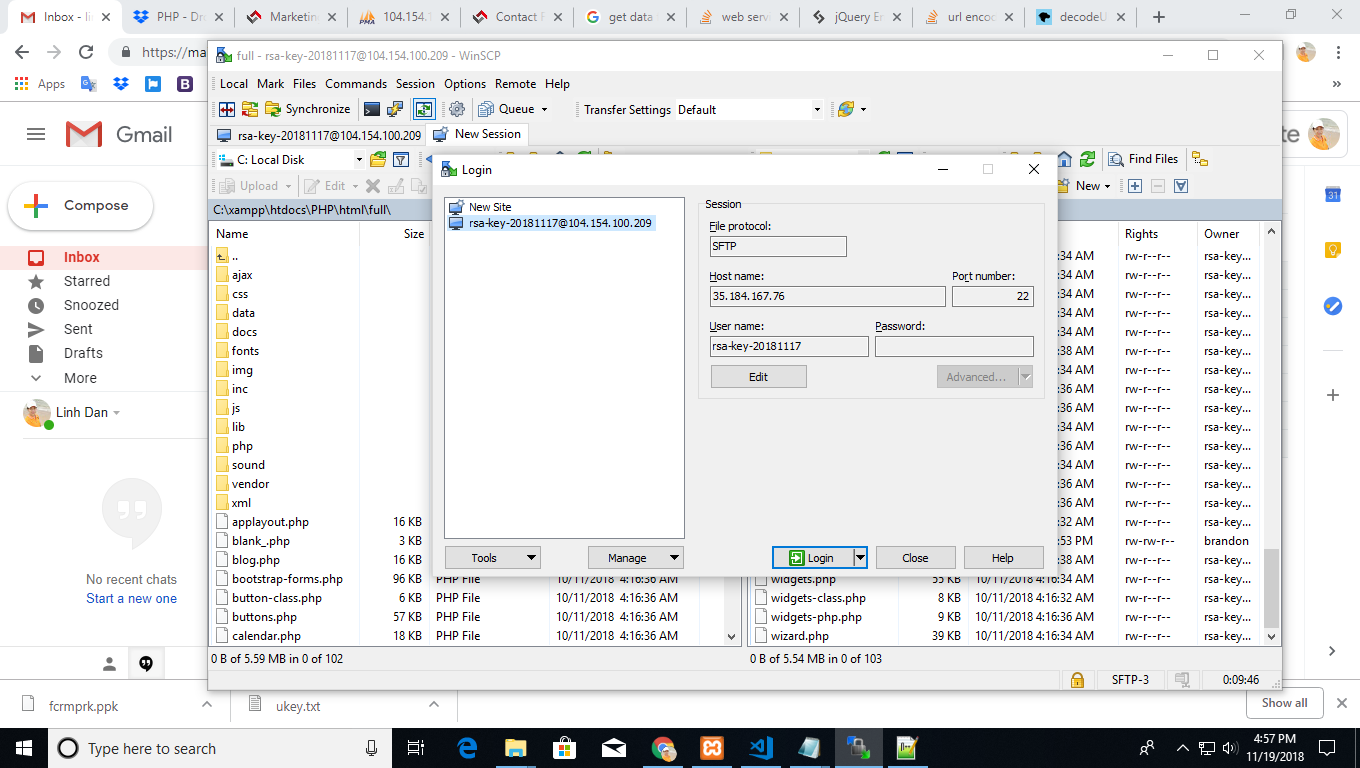 Inbox - li
PHP - Dr
Marketin
104.154.1
Contact F
get data
web servi
jQuery E
url enco
decodeU
https://ma
full - rsa-key-20181117@104.154.100.209 - WinSCP
Apps
Local Mark Files Commands Session Options Remote Help
Synchronize
Queue
Transfer Settings Default
rsa-key-20181117@104.154.100.209
New Session
Gmail
C: Local Disk
Find Files
Upload
Edit
New
C:\xampp\htdocs\PHP\html\full\
Name Size
Rights Owner
Compose
Inbox
Starred
Snoozed
Sent
Drafts
More
Linh Dan
No recent chats
Start a new one
..
ajax
css
data
docs
fonts
img
inc
js
lib
php
sound
vendor
xml
applayout.php 16 KB
blank_.php 3 KB
blog.php 16 KB
bootstrap-forms.php 96 KB PHP File 10/11/2018 4:16:36 AM
button-class.php 6 KB PHP File 10/11/2018 4:16:36 AM
buttons.php 57 KB PHP File 10/11/2018 4:16:36 AM
calendar.php 18 KB PHP File 10/11/2018 4:16:36 AM
Login
New Site
rsa-key-20181117@104.154.100.209
Session
File protocol:
SFTP
Host name: Port number:
35.184.167.76 22
User name: Password:
rsa-key-20181117
Edit Advanced...
Tools Manage Login Close Help
:34 AM rw-r--r-- rsa-key...
:34 AM rw-r--r-- rsa-key...
:34 AM rw-r--r-- rsa-key...
:34 AM rw-r--r-- rsa-key...
:34 AM rw-r--r-- rsa-key...
:38 AM rw-r--r-- rsa-key...
:34 AM rw-r--r-- rsa-key...
:36 AM rw-r--r-- rsa-key...
:36 AM rw-r--r-- rsa-key...
:34 AM rw-r--r-- rsa-key...
:36 AM rw-r--r-- rsa-key...
:34 AM rw-r--r-- rsa-key...
:36 AM rw-r--r-- rsa-key...
:36 AM rw-r--r-- rsa-key...
:32 AM rw-r--r-- rsa-key...
:53 PM rw-rw-r-- brandon
:38 AM rw-r--r-- rsa-key...
widgets.php 55 KB 10/11/2018 4:16:34 AM rw-r--r-- rsa-key...
widgets-class.php 8 KB 10/11/2018 4:16:32 AM rw-r--r-- rsa-key...
widgets-php.php 9 KB 10/11/2018 4:16:36 AM rw-r--r-- rsa-key...
wizard.php 39 KB 10/11/2018 4:16:34 AM rw-r--r-- rsa-key...
0 B of 5.59 MB in 0 of 102
0 B of 5.54 MB in 0 of 103
SFTP-3 0:09:46
fcrmprk.ppk
ukey.txt
Show all
Type here to search
4:57 PM
11/19/2018